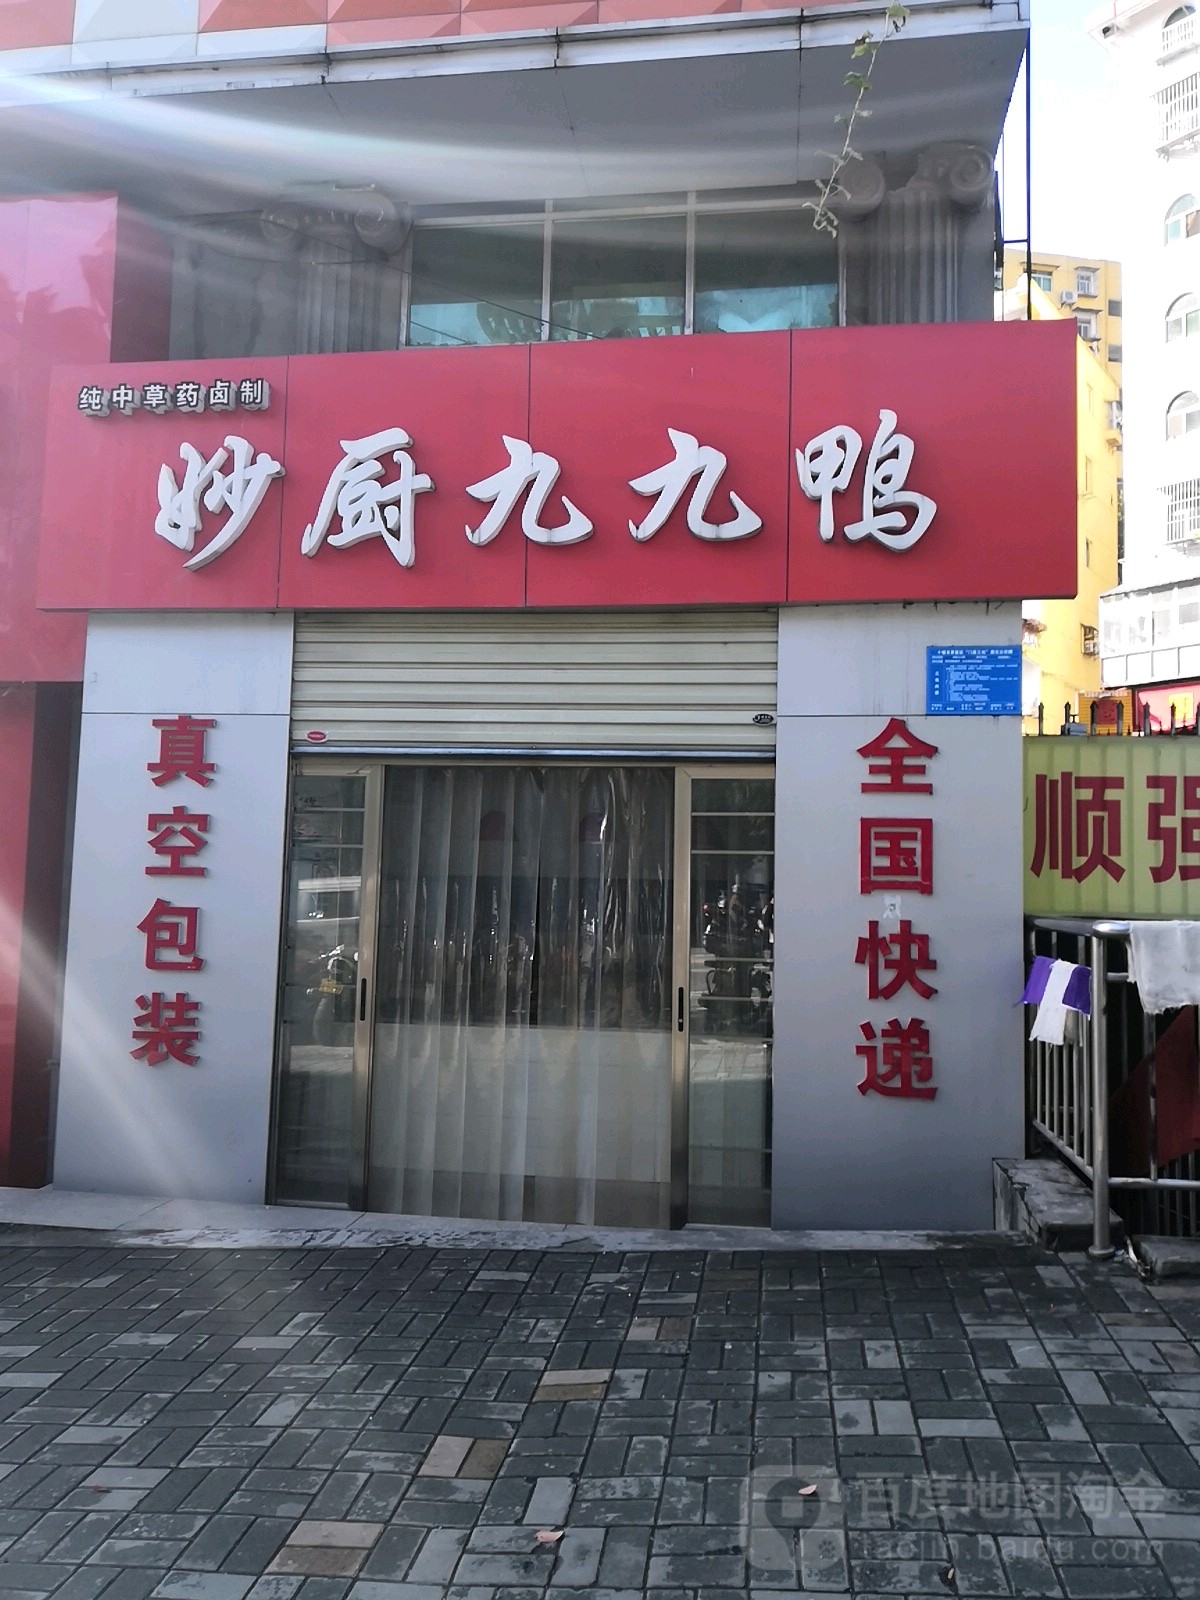 纯中草药卤制
妙厨九九鸭
真空包装
全国快递
顺强
百度地图淘金
taojin.baidu.com